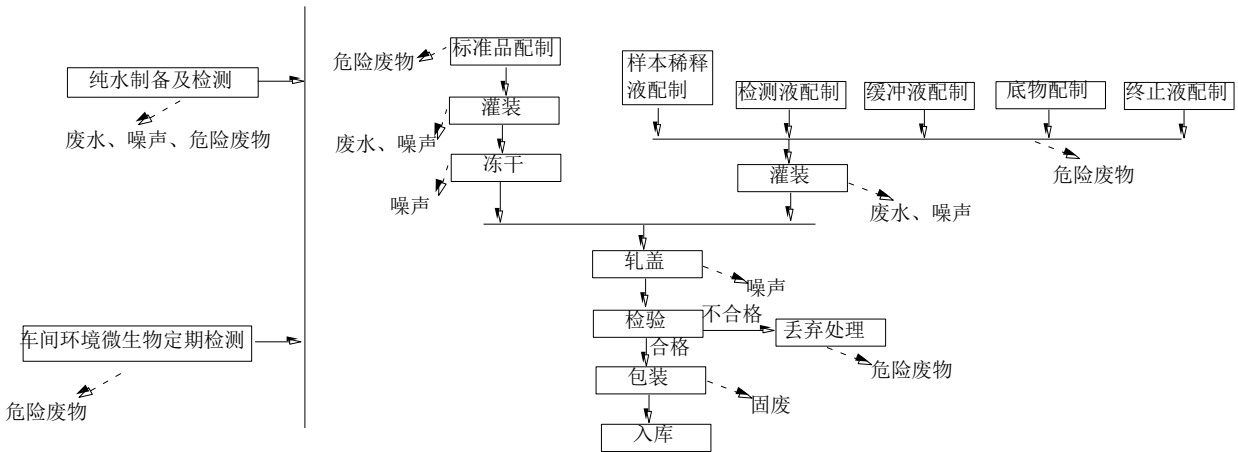 纯水制备及检测
废水、噪声、危险废物
车间环境微生物定期检测
危险废物
标准品配制
危险废物
灌装
废水、噪声
冻干
噪声
样本稀释
液配制
检测液配制
缓冲液配制
底物配制
终止液配制
危险废物
灌装
废水、噪声
轧盖
噪声
检验
不合格
丢弃处理
危险废物
合格
包装
固废
入库